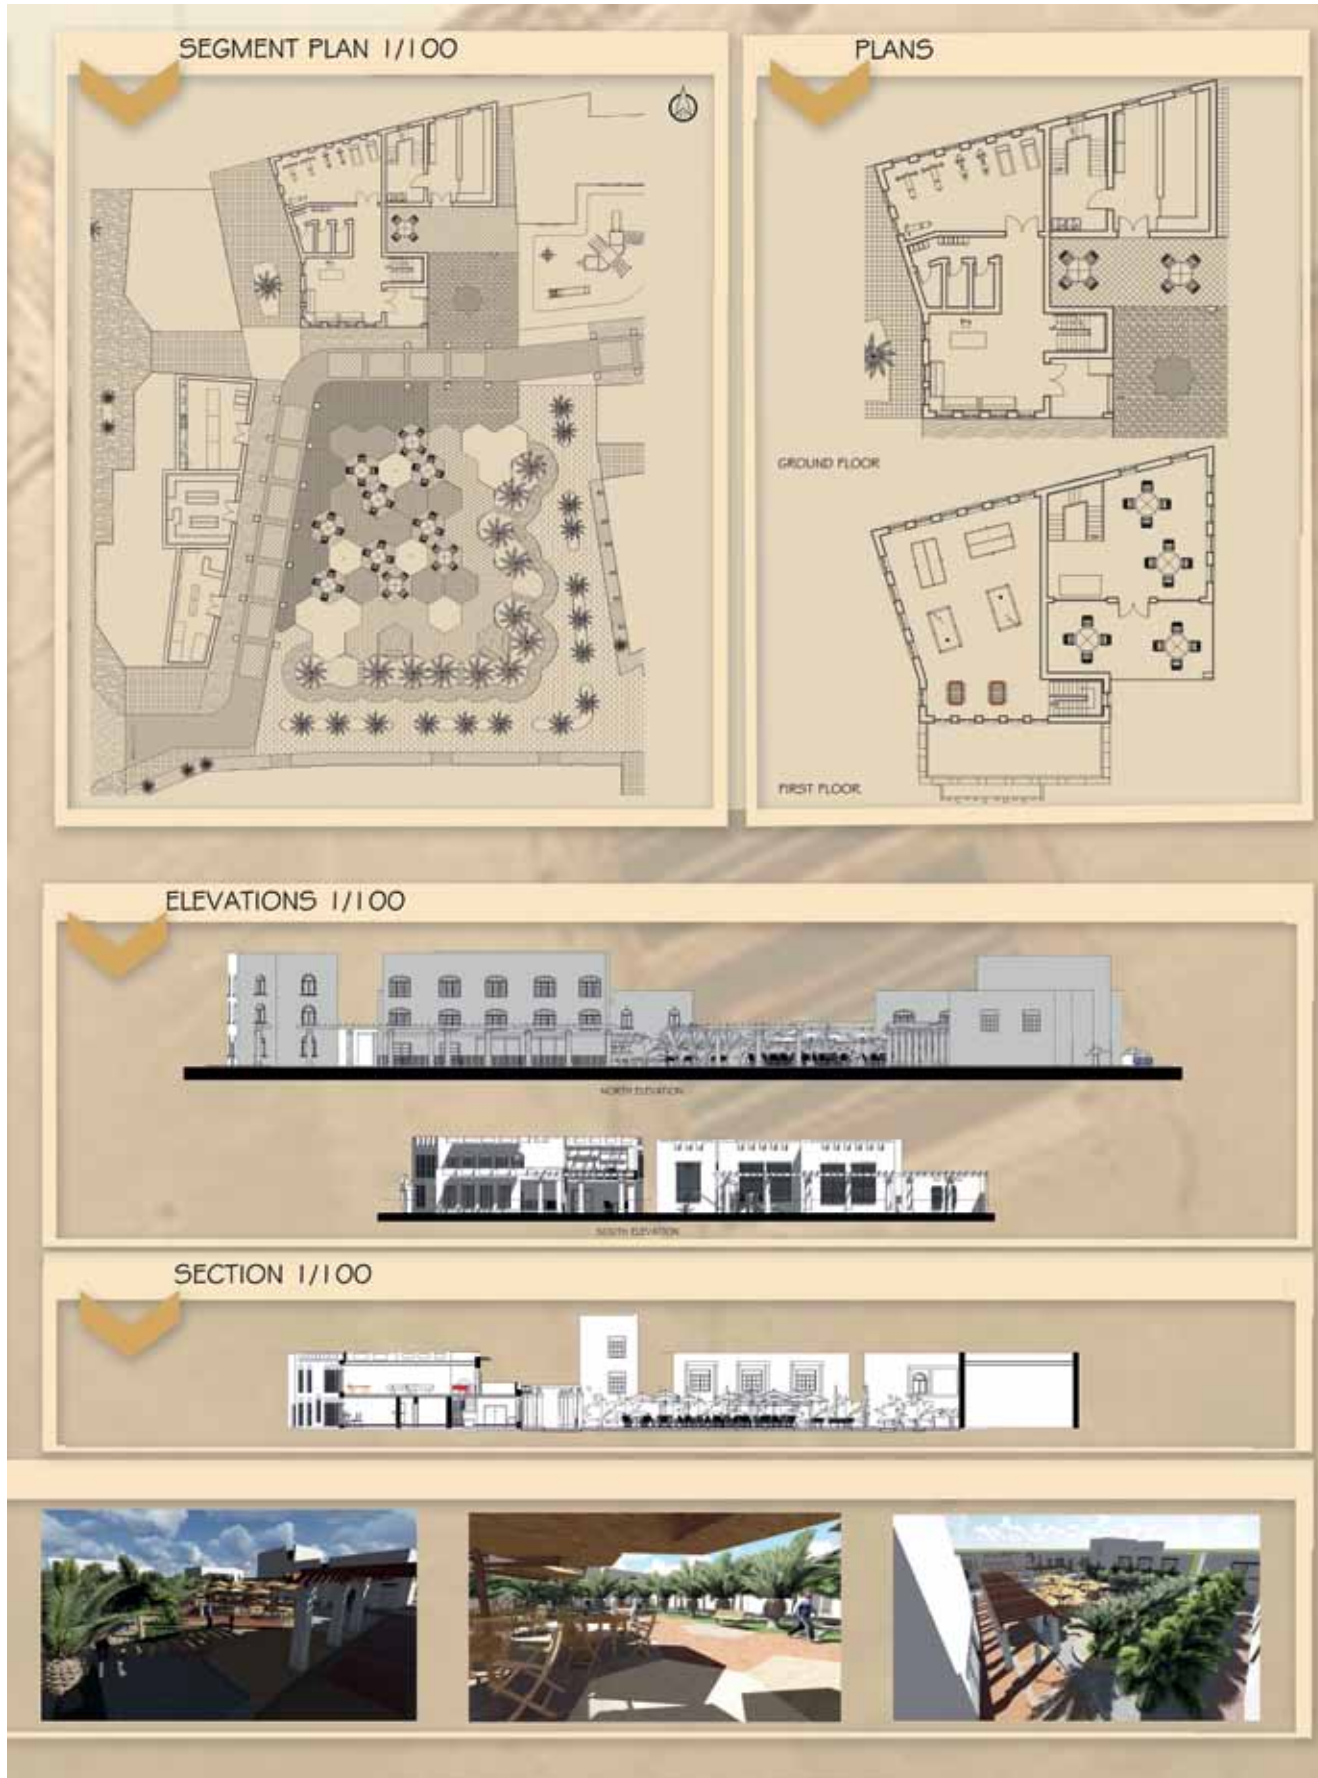 SEGMENT PLAN 1/100
PLANS
GROUND FLOOR
FIRST FLOOR
ELEVATIONS 1/100
NORTH ELEVATION
SOUTH ELEVATION
SECTION 1/100